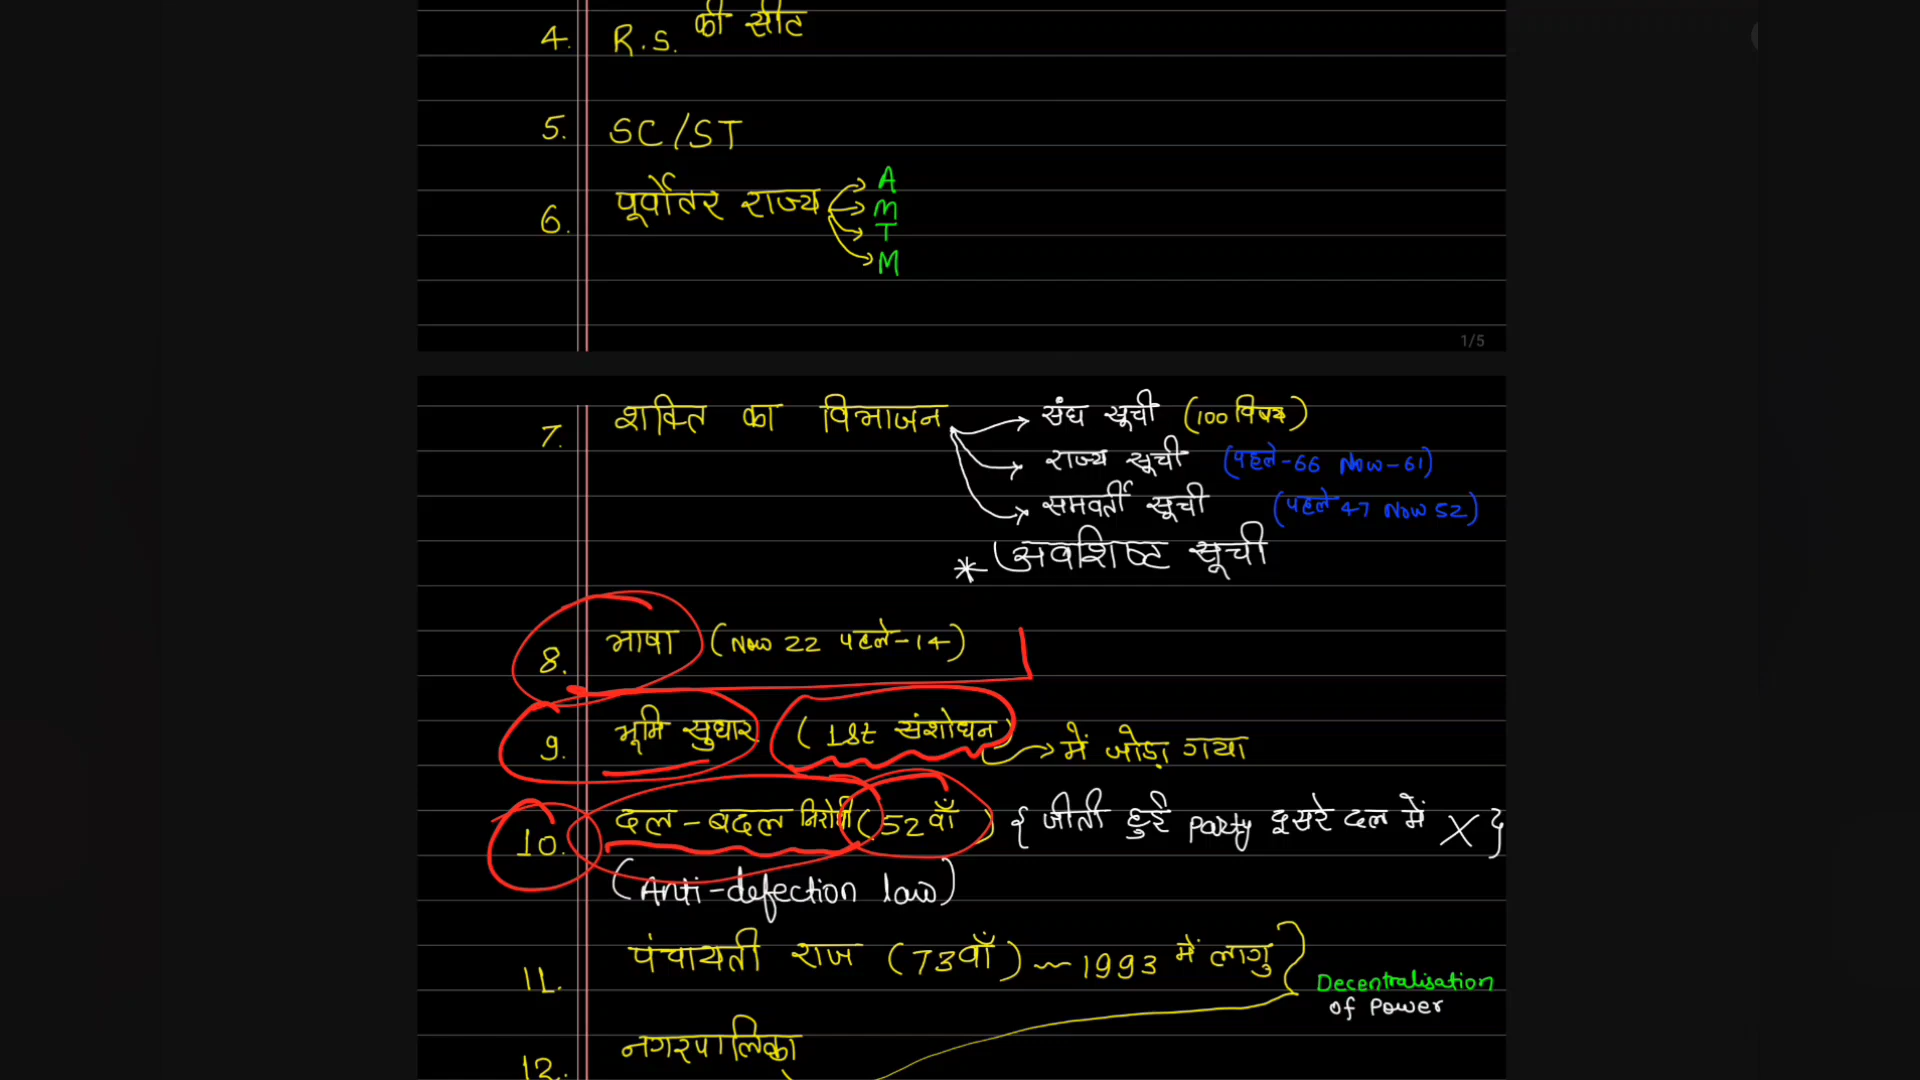 4. R.S. की सीट
5. SC/ST
6. पूर्वोतर राज्य A
M
T
M
1/5
7. शक्ति का विभाजन संघ सूची (100 विषय)
राज्य सूची (पहले-66 Now-61)
समवर्ती सूची (पहले 47 Now 52)
* (अवशिष्ट सूची
8. भाषा (Now 22 पहले-14)
9. भूमि सुधार (1st संशोधन) में जोड़ा गया
10. दल-बदल विरोधी (52वाँ) { जीती हुई party दूसरे दल में X }
(Anti-defection law)
11. पंचायती राज (73वाँ) 1993 में लागु }
Decentralisation
of Power
12. नगरपालिका